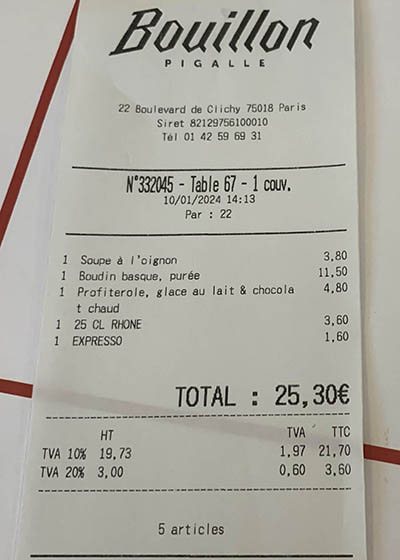 Bouillon
PIGALLE
22 Boulevard de Clichy 75018 Paris
Siret 82129756100010
Tél 01 42 59 69 31
N°332045 - Table 67 - 1 couv.
10/01/2024 14:13
Par : 22
1 Soupe à l'oignon 3,80
1 Boudin basque, purée 11,50
1 Profiterole, glace au lait & chocola 4,80
t chaud
1 25 CL RHONE 3,60
1 EXPRESSO 1,60
TOTAL : 25,30€
HT TVA TTC
TVA 10% 19,73 1,97 21,70
TVA 20% 3,00 0,60 3,60
5 articles